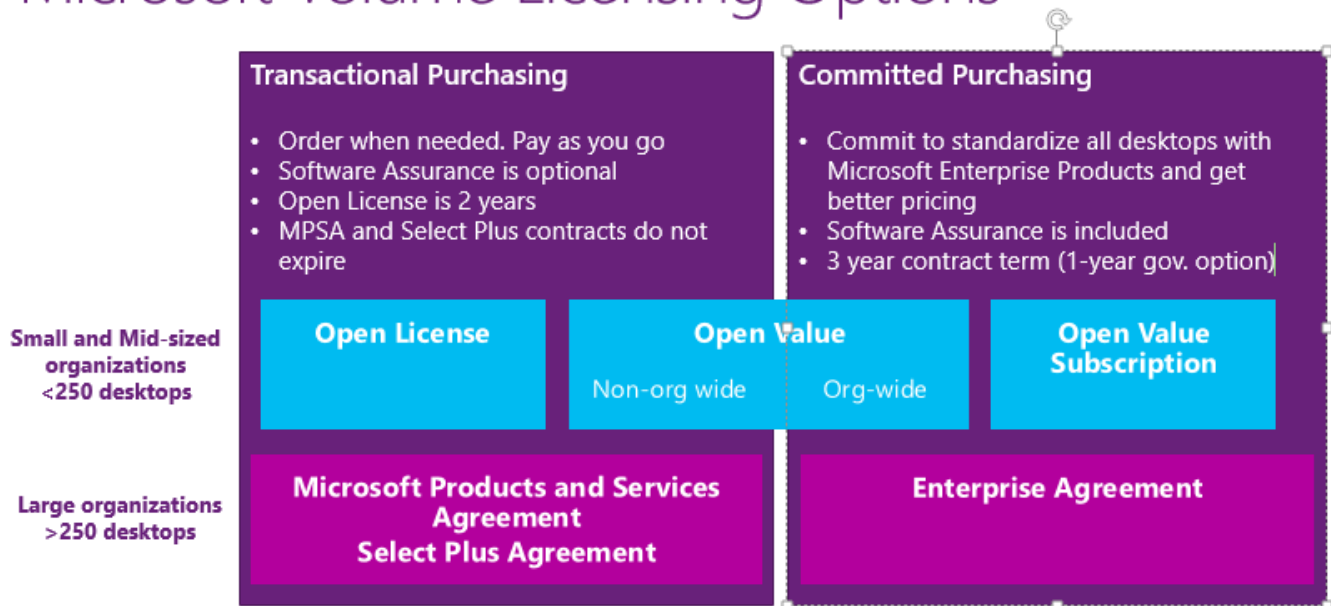 Microsoft Volume Licensing Options
Transactional Purchasing
• Order when needed. Pay as you go
• Software Assurance is optional
• Open License is 2 years
• MPSA and Select Plus contracts do not
expire
Committed Purchasing
• Commit to standardize all desktops with
Microsoft Enterprise Products and get
better pricing
• Software Assurance is included
• 3 year contract term (1-year gov. option)
Small and Mid-sized
organizations
<250 desktops
Open License
Open Value
Non-org wide
Org-wide
Open Value
Subscription
Large organizations
>250 desktops
Microsoft Products and Services
Agreement
Select Plus Agreement
Enterprise Agreement